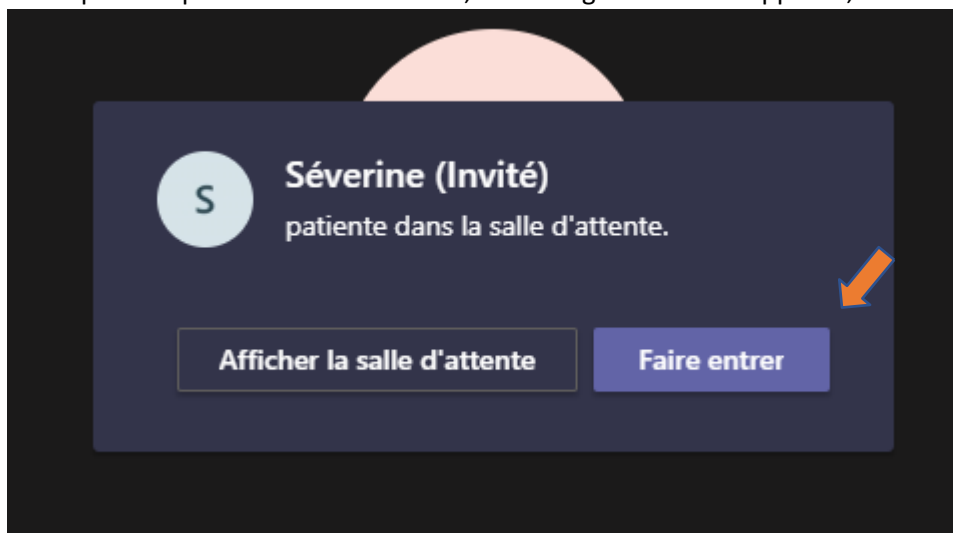 Séverine (Invité)
S
patiente dans la salle d'attente.
Afficher la salle d'attente
Faire entrer